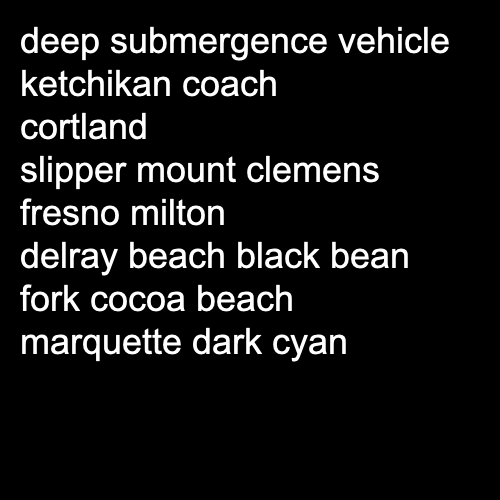 deep submergence vehicle
ketchikan coach
cortland
slipper mount clemens
fresno milton
delray beach black bean
fork cocoa beach
marquette dark cyan